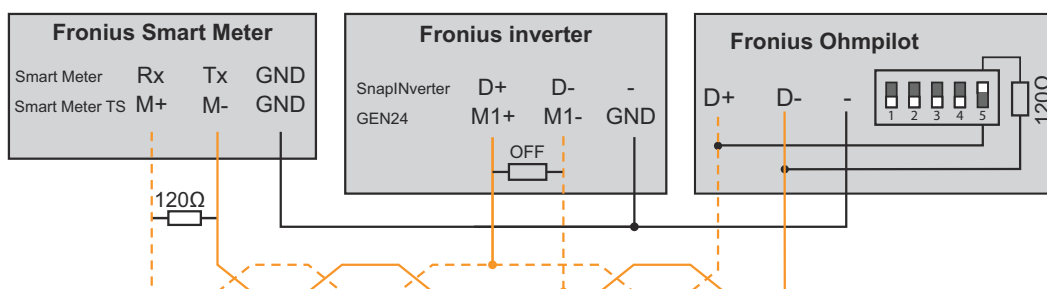 Fronius Smart Meter
Smart Meter Rx Tx GND
Smart Meter TS M+ M- GND
120Ω
Fronius inverter
SnapINverter D+ D- -
GEN24 M1+ M1- GND
OFF
Fronius Ohmpilot
D+ D- -
1 2 3 4 5
120Ω